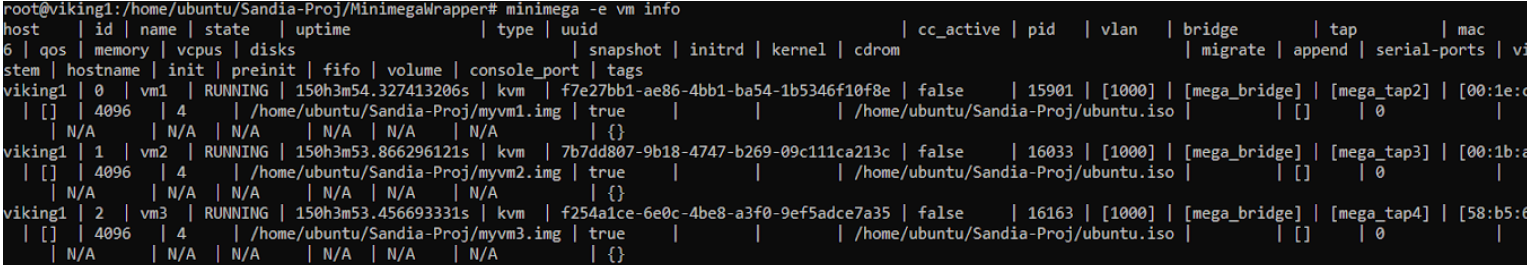 root@viking1:/home/ubuntu/Sandia-Proj/MinimegaWrapper# minimega -e vm info
host     | id | name | state   | uptime             | type | uuid                                 | cc_active | pid   | vlan   | bridge        | tap         | mac
6 | qos | memory | vcpus | disks                              | snapshot | initrd | kernel | cdrom                               | migrate | append | serial-ports | vi
stem | hostname | init | preinit | fifo | volume | console_port | tags
viking1 | 0  | vm1  | RUNNING | 150h3m54.327413206s | kvm  | f7e27bb1-ae86-4bb1-ba54-1b5346f10f8e | false     | 15901 | [1000] | [mega_bridge] | [mega_tap2] | [00:1e:c
  | []  | 4096   | 4     | /home/ubuntu/Sandia-Proj/myvm1.img | true     |        |        | /home/ubuntu/Sandia-Proj/ubuntu.iso |         | []     | 0            |
     | N/A      | N/A  | N/A     | N/A  | N/A    | N/A          | {}
viking1 | 1  | vm2  | RUNNING | 150h3m53.866296121s | kvm  | 7b7dd807-9b18-4747-b269-09c111ca213c | false     | 16033 | [1000] | [mega_bridge] | [mega_tap3] | [00:1b:a
  | []  | 4096   | 4     | /home/ubuntu/Sandia-Proj/myvm2.img | true     |        |        | /home/ubuntu/Sandia-Proj/ubuntu.iso |         | []     | 0            |
     | N/A      | N/A  | N/A     | N/A  | N/A    | N/A          | {}
viking1 | 2  | vm3  | RUNNING | 150h3m53.456693331s | kvm  | f254a1ce-6e0c-4be8-a3f0-9ef5adce7a35 | false     | 16163 | [1000] | [mega_bridge] | [mega_tap4] | [58:b5:6
  | []  | 4096   | 4     | /home/ubuntu/Sandia-Proj/myvm3.img | true     |        |        | /home/ubuntu/Sandia-Proj/ubuntu.iso |         | []     | 0            |
     | N/A      | N/A  | N/A     | N/A  | N/A    | N/A          | {}